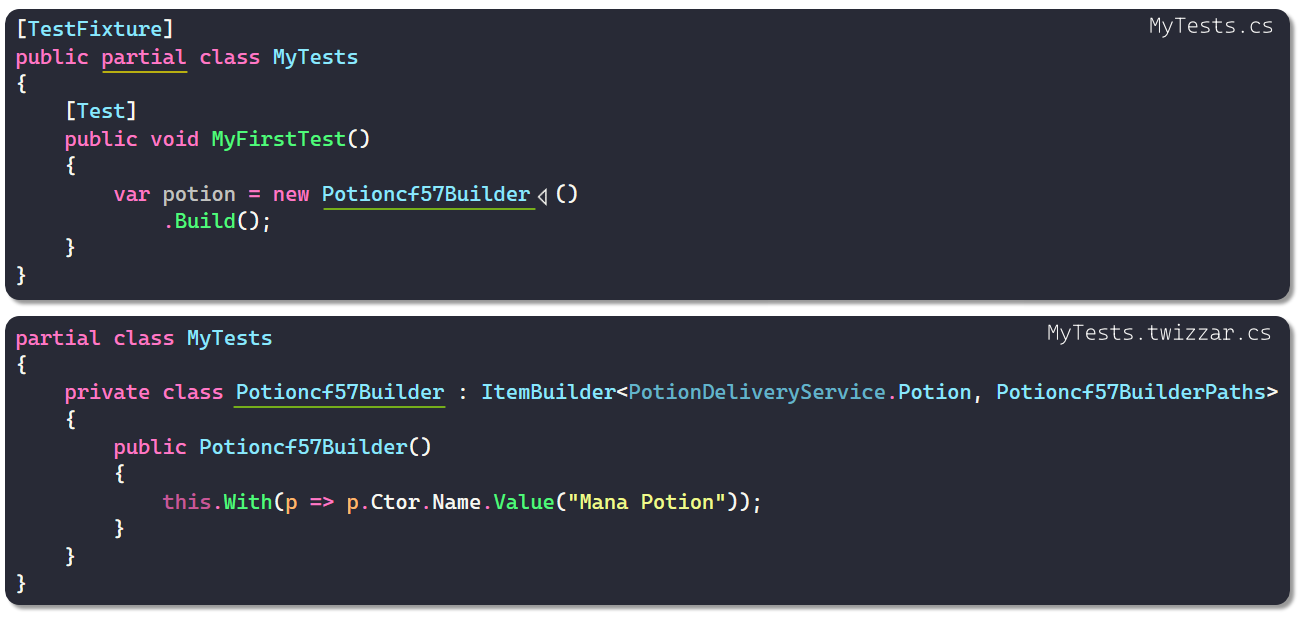 MyTests.cs
[TestFixture]
public partial class MyTests
{
    [Test]
    public void MyFirstTest()
    {
        var potion = new Potioncf57Builder ()
            .Build();
    }
}
MyTests.twizzar.cs
partial class MyTests
{
    private class Potioncf57Builder : ItemBuilder<PotionDeliveryService.Potion, Potioncf57BuilderPaths>
    {
        public Potioncf57Builder()
        {
            this.With(p => p.Ctor.Name.Value("Mana Potion"));
        }
    }
}